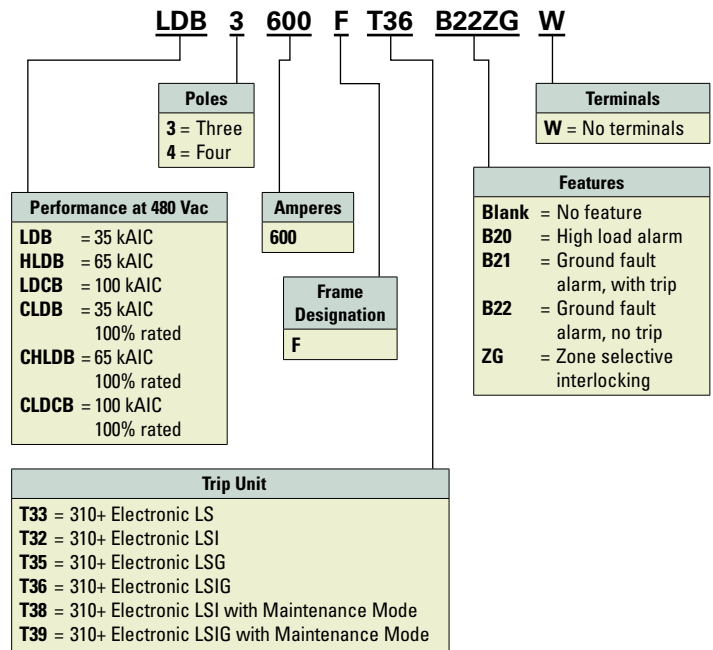 LDB 3 600 F T36 B22ZG W
Poles
3 = Three
4 = Four
Terminals
W = No terminals
Performance at 480 Vac
LDB = 35 kAIC
HLDB = 65 kAIC
LDCB = 100 kAIC
CLDB = 35 kAIC
100% rated
CHLDB = 65 kAIC
100% rated
CLDCB = 100 kAIC
100% rated
Amperes
600
Frame
Designation
F
Features
Blank = No feature
B20 = High load alarm
B21 = Ground fault
alarm, with trip
B22 = Ground fault
alarm, no trip
ZG = Zone selective
interlocking
Trip Unit
T33 = 310+ Electronic LS
T32 = 310+ Electronic LSI
T35 = 310+ Electronic LSG
T36 = 310+ Electronic LSIG
T38 = 310+ Electronic LSI with Maintenance Mode
T39 = 310+ Electronic LSIG with Maintenance Mode